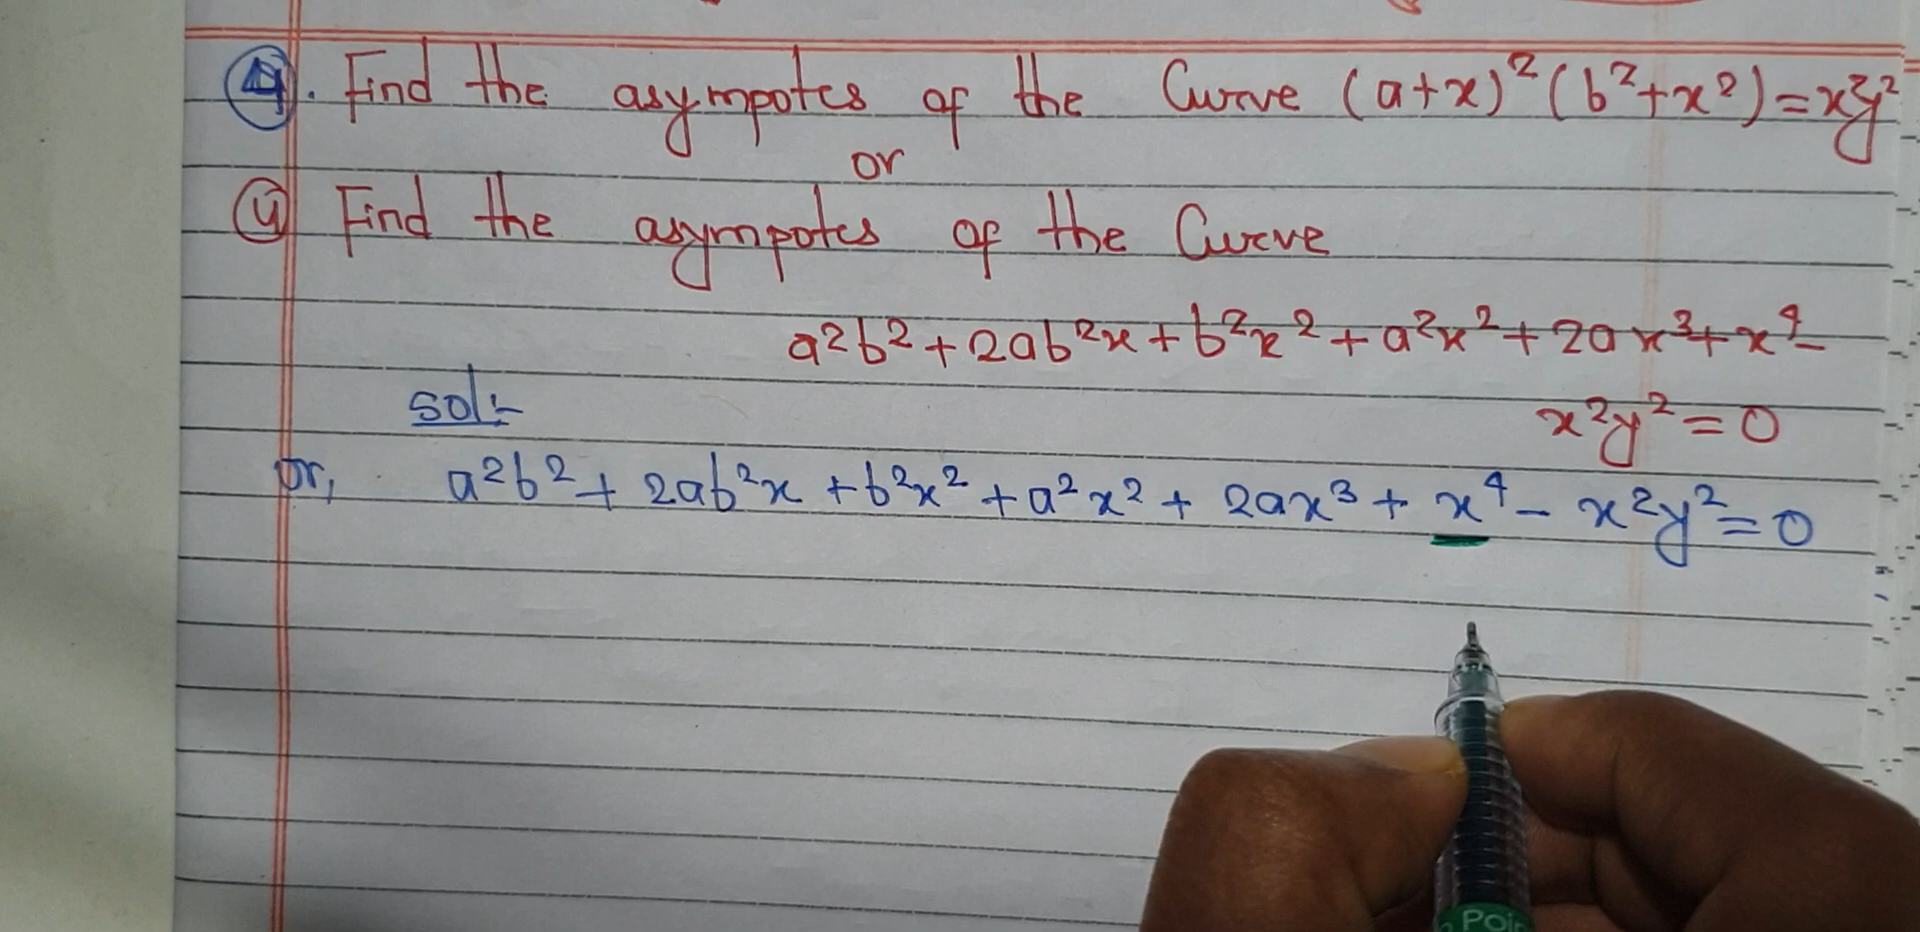 4. Find the asympotes of the Curve (a+x)²(b²+x²)=x²y²
or
4 Find the asympotes of the Curve
a²b²+2ab²x+b²x²+a²x²+2ax³+x⁴-
x²y²=0
Sol:-
or, a²b²+2ab²x+b²x²+a²x²+2ax³+x⁴-x²y²=0
Poi